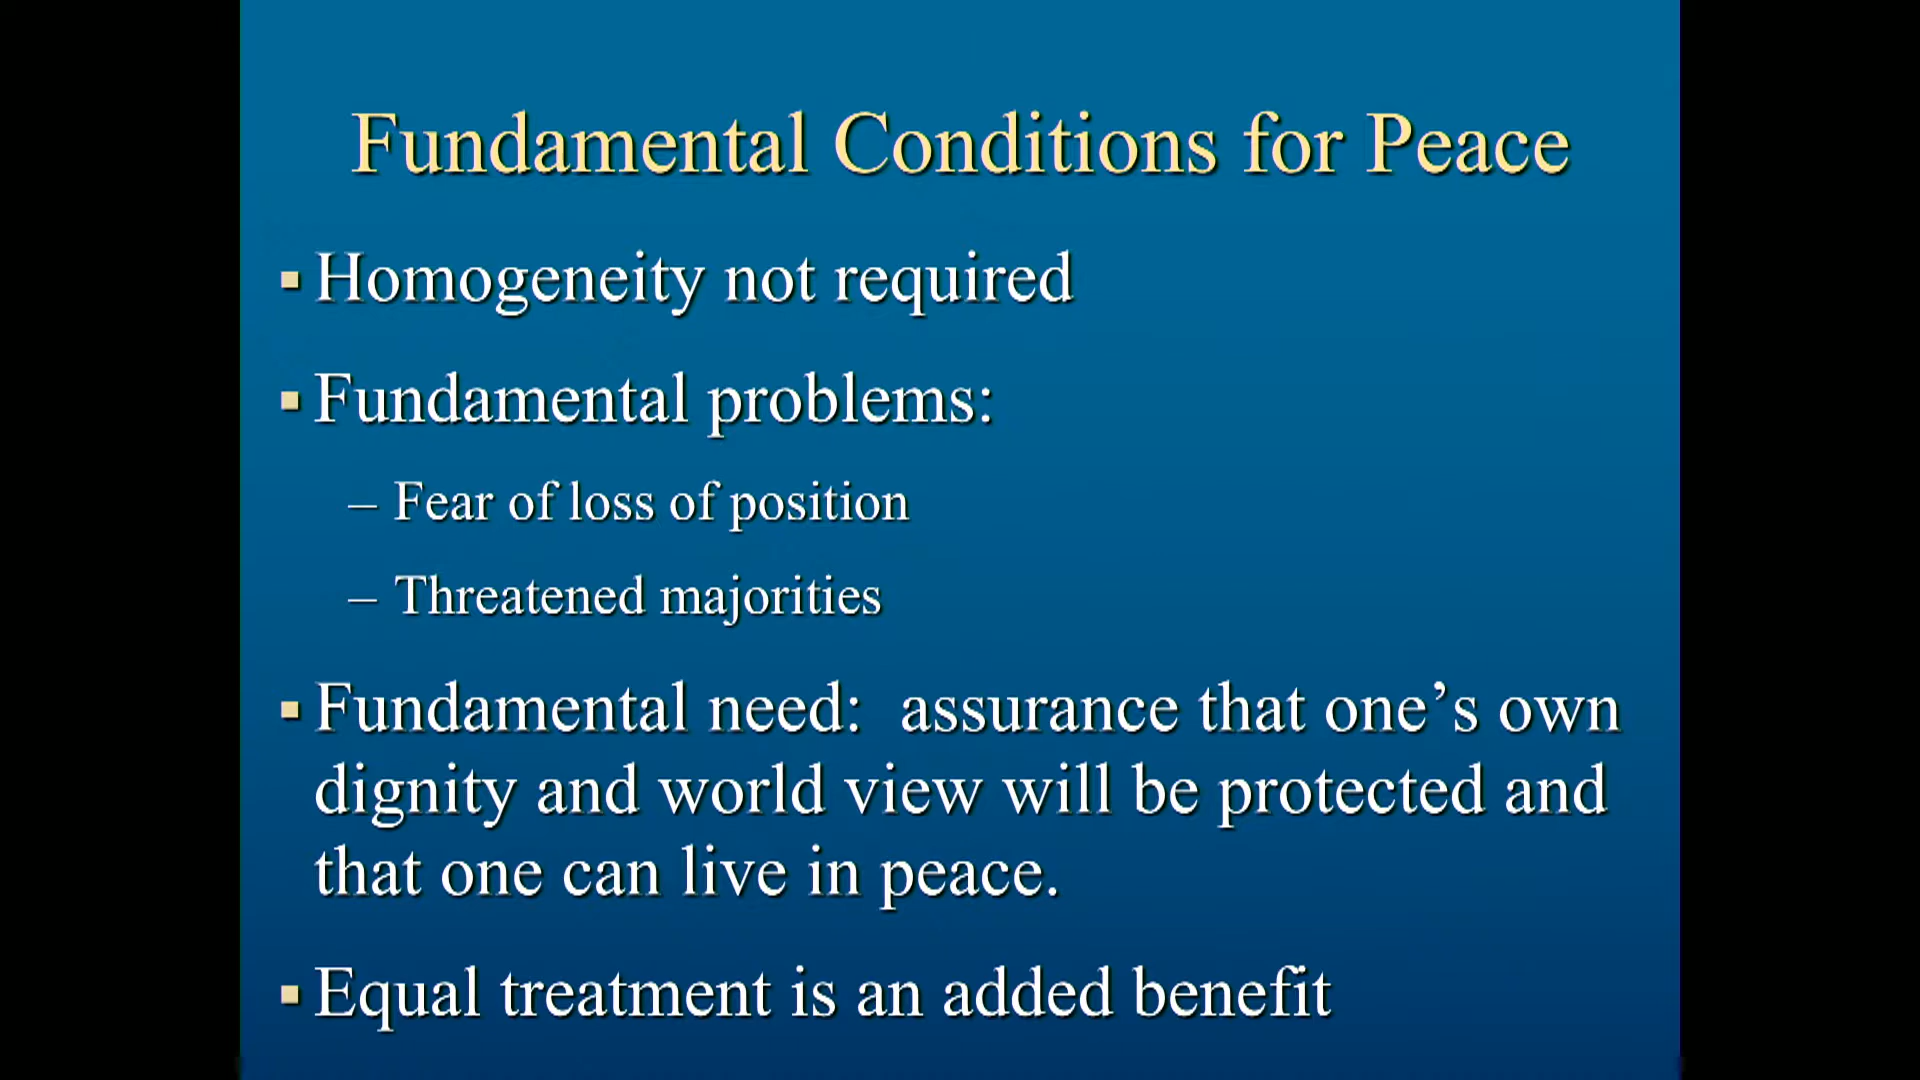 Fundamental Conditions for Peace
▪ Homogeneity not required
▪ Fundamental problems:
– Fear of loss of position
– Threatened majorities
▪ Fundamental need:  assurance that one’s own
dignity and world view will be protected and
that one can live in peace.
▪ Equal treatment is an added benefit